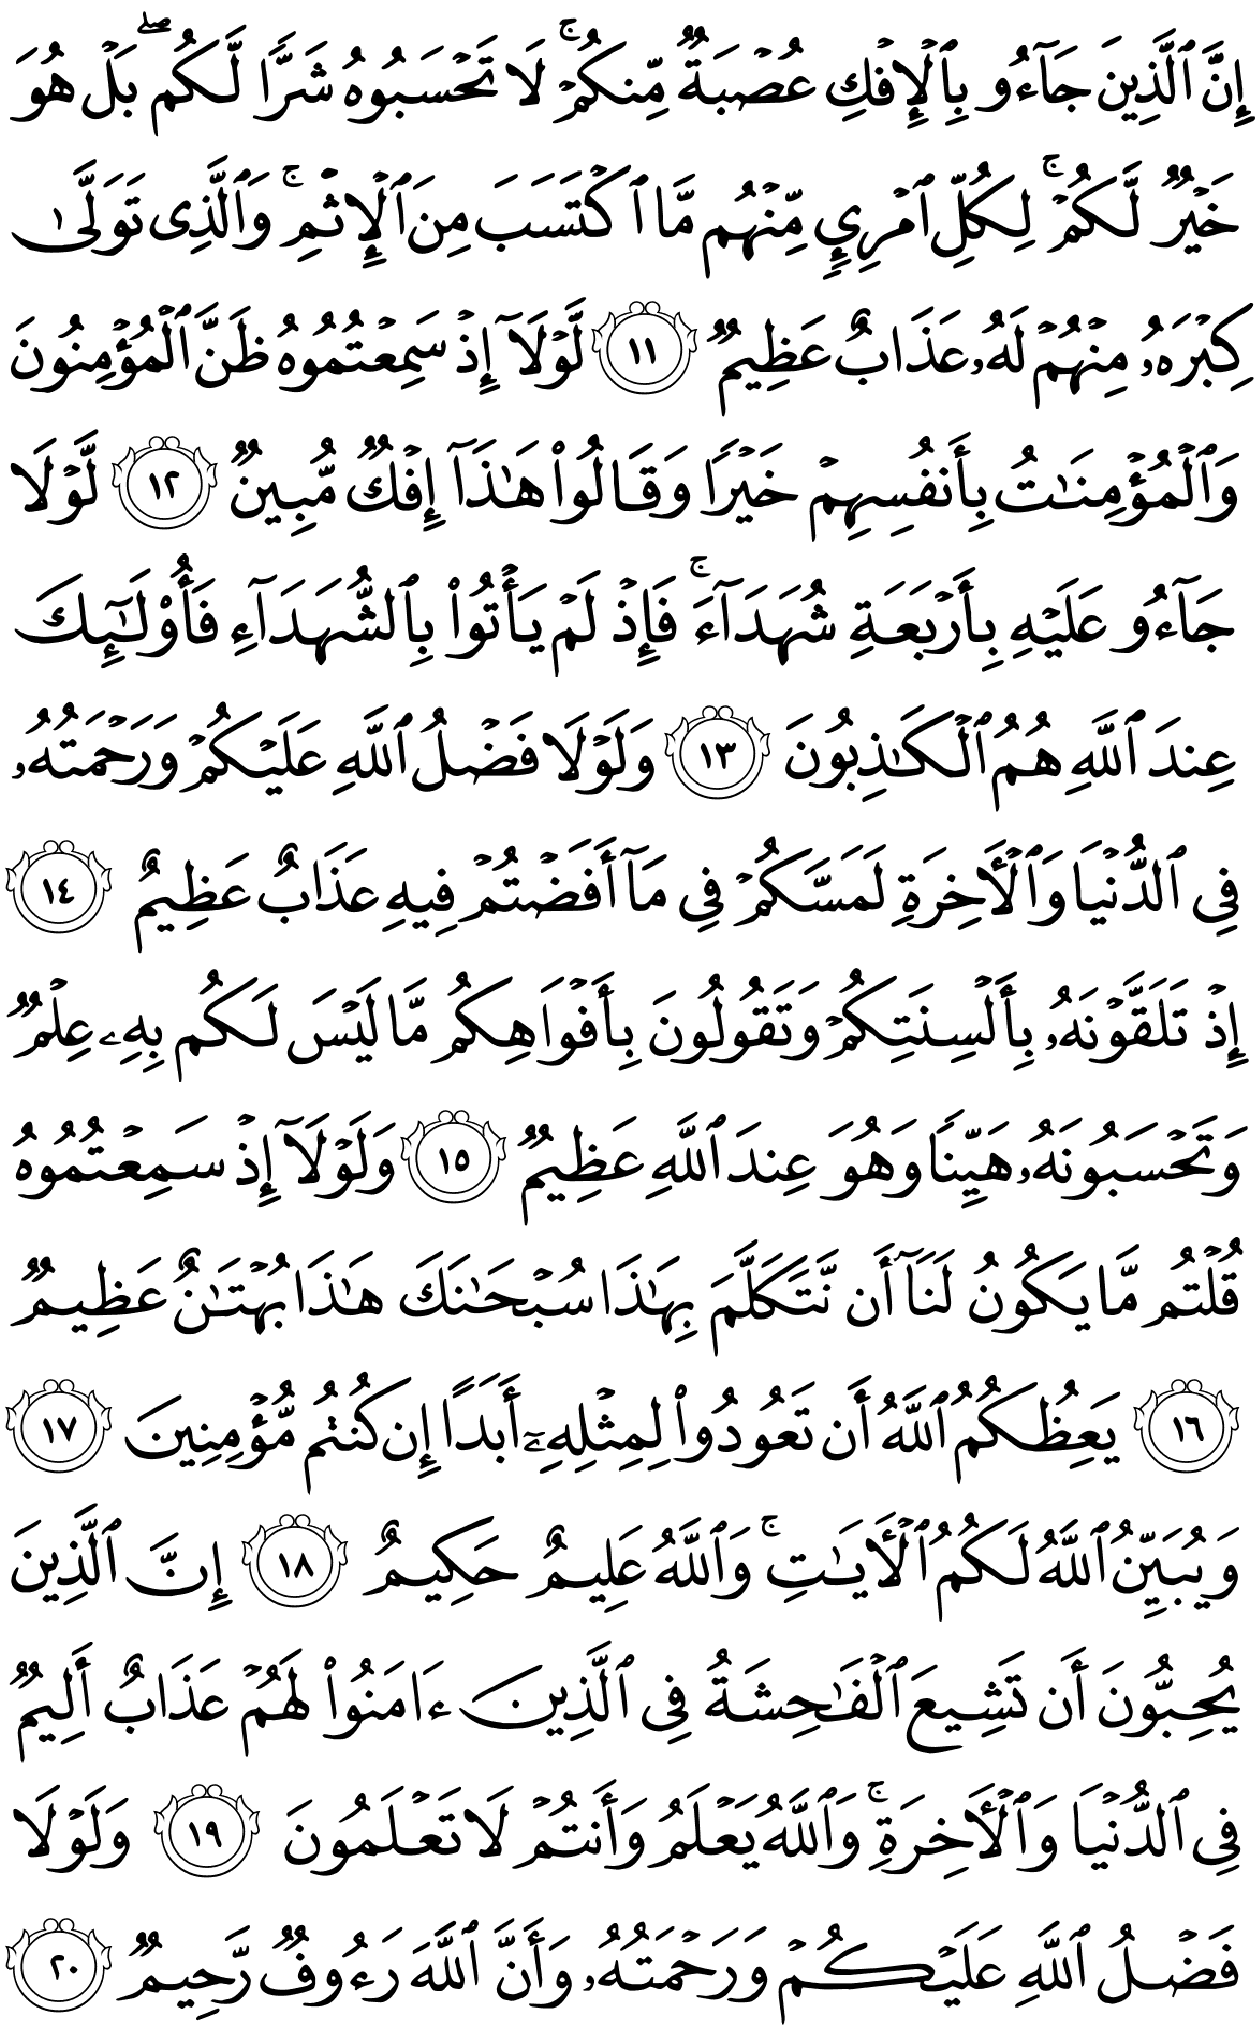 إِنَّ ٱلَّذِينَ جَآءُو بِٱلْإِفْكِ عُصْبَةٌ مِّنكُمْ ۚ لَا تَحْسَبُوهُ شَرًّا لَّكُم ۖ بَلْ هُوَ
خَيْرٌ لَّكُمْ ۚ لِكُلِّ ٱمْرِئٍ مِّنْهُم مَّا ٱكْتَسَبَ مِنَ ٱلْإِثْمِ ۚ وَٱلَّذِى تَوَلَّىٰ
كِبْرَهُۥ مِنْهُمْ لَهُۥ عَذَابٌ عَظِيمٌ ١١ لَّوْلَآ إِذْ سَمِعْتُمُوهُ ظَنَّ ٱلْمُؤْمِنُونَ
وَٱلْمُؤْمِنَـٰتُ بِأَنفُسِهِمْ خَيْرًا وَقَالُوا۟ هَـٰذَآ إِفْكٌ مُّبِينٌ ١٢ لَّوْلَا
جَآءُو عَلَيْهِ بِأَرْبَعَةِ شُهَدَآءَ ۚ فَإِذْ لَمْ يَأْتُوا۟ بِٱلشُّهَدَآءِ فَأُو۟لَـٰٓئِكَ
عِندَ ٱللَّهِ هُمُ ٱلْكَـٰذِبُونَ ١٣ وَلَوْلَا فَضْلُ ٱللَّهِ عَلَيْكُمْ وَرَحْمَتُهُۥ
فِى ٱلدُّنْيَا وَٱلْـَٔاخِرَةِ لَمَسَّكُمْ فِى مَآ أَفَضْتُمْ فِيهِ عَذَابٌ عَظِيمٌ ١٤
إِذْ تَلَقَّوْنَهُۥ بِأَلْسِنَتِكُمْ وَتَقُولُونَ بِأَفْوَاهِكُم مَّا لَيْسَ لَكُم بِهِۦ عِلْمٌ
وَتَحْسَبُونَهُۥ هَيِّنًا وَهُوَ عِندَ ٱللَّهِ عَظِيمٌ ١٥ وَلَوْلَآ إِذْ سَمِعْتُمُوهُ
قُلْتُم مَّا يَكُونُ لَنَآ أَن نَّتَكَلَّمَ بِهَـٰذَا سُبْحَـٰنَكَ هَـٰذَا بُهْتَـٰنٌ عَظِيمٌ
١٦ يَعِظُكُمُ ٱللَّهُ أَن تَعُودُوا۟ لِمِثْلِهِۦٓ أَبَدًا إِن كُنتُم مُّؤْمِنِينَ ١٧
وَيُبَيِّنُ ٱللَّهُ لَكُمُ ٱلْـَٔايَـٰتِ ۚ وَٱللَّهُ عَلِيمٌ حَكِيمٌ ١٨ إِنَّ ٱلَّذِينَ
يُحِبُّونَ أَن تَشِيعَ ٱلْفَـٰحِشَةُ فِى ٱلَّذِينَ ءَامَنُوا۟ لَهُمْ عَذَابٌ أَلِيمٌ
فِى ٱلدُّنْيَا وَٱلْـَٔاخِرَةِ ۚ وَٱللَّهُ يَعْلَمُ وَأَنتُمْ لَا تَعْلَمُونَ ١٩ وَلَوْلَا
فَضْلُ ٱللَّهِ عَلَيْكُمْ وَرَحْمَتُهُۥ وَأَنَّ ٱللَّهَ رَءُوفٌ رَّحِيمٌ ٢٠